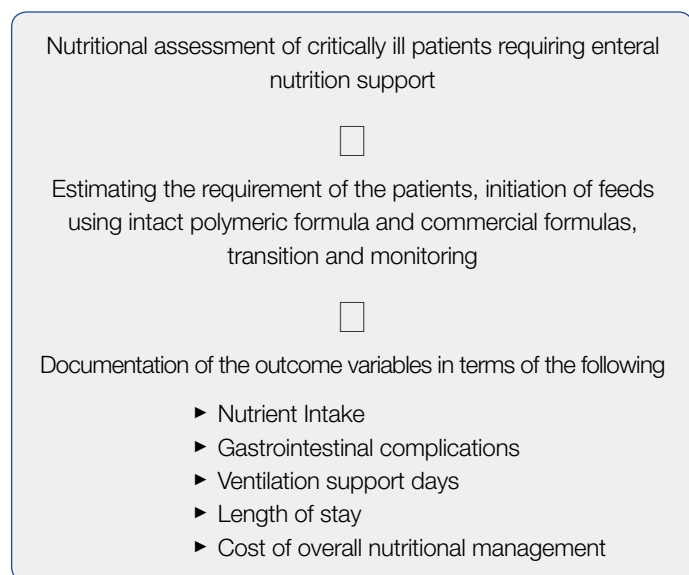 Nutritional assessment of critically ill patients requiring enteral
nutrition support
Estimating the requirement of the patients, initiation of feeds
using intact polymeric formula and commercial formulas,
transition and monitoring
Documentation of the outcome variables in terms of the following
► Nutrient Intake
► Gastrointestinal complications
► Ventilation support days
► Length of stay
► Cost of overall nutritional management